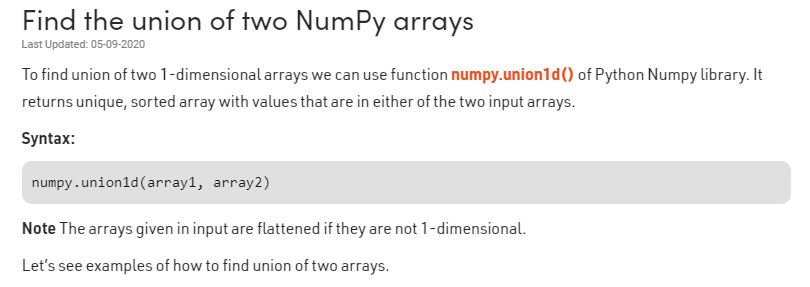 Find the union of two NumPy arrays
Last Updated: 05-09-2020
To find union of two 1-dimensional arrays we can use function numpy.union1d() of Python Numpy library. It
returns unique, sorted array with values that are in either of the two input arrays.
Syntax:
numpy.union1d(array1, array2)
Note The arrays given in input are flattened if they are not 1-dimensional.
Let’s see examples of how to find union of two arrays.